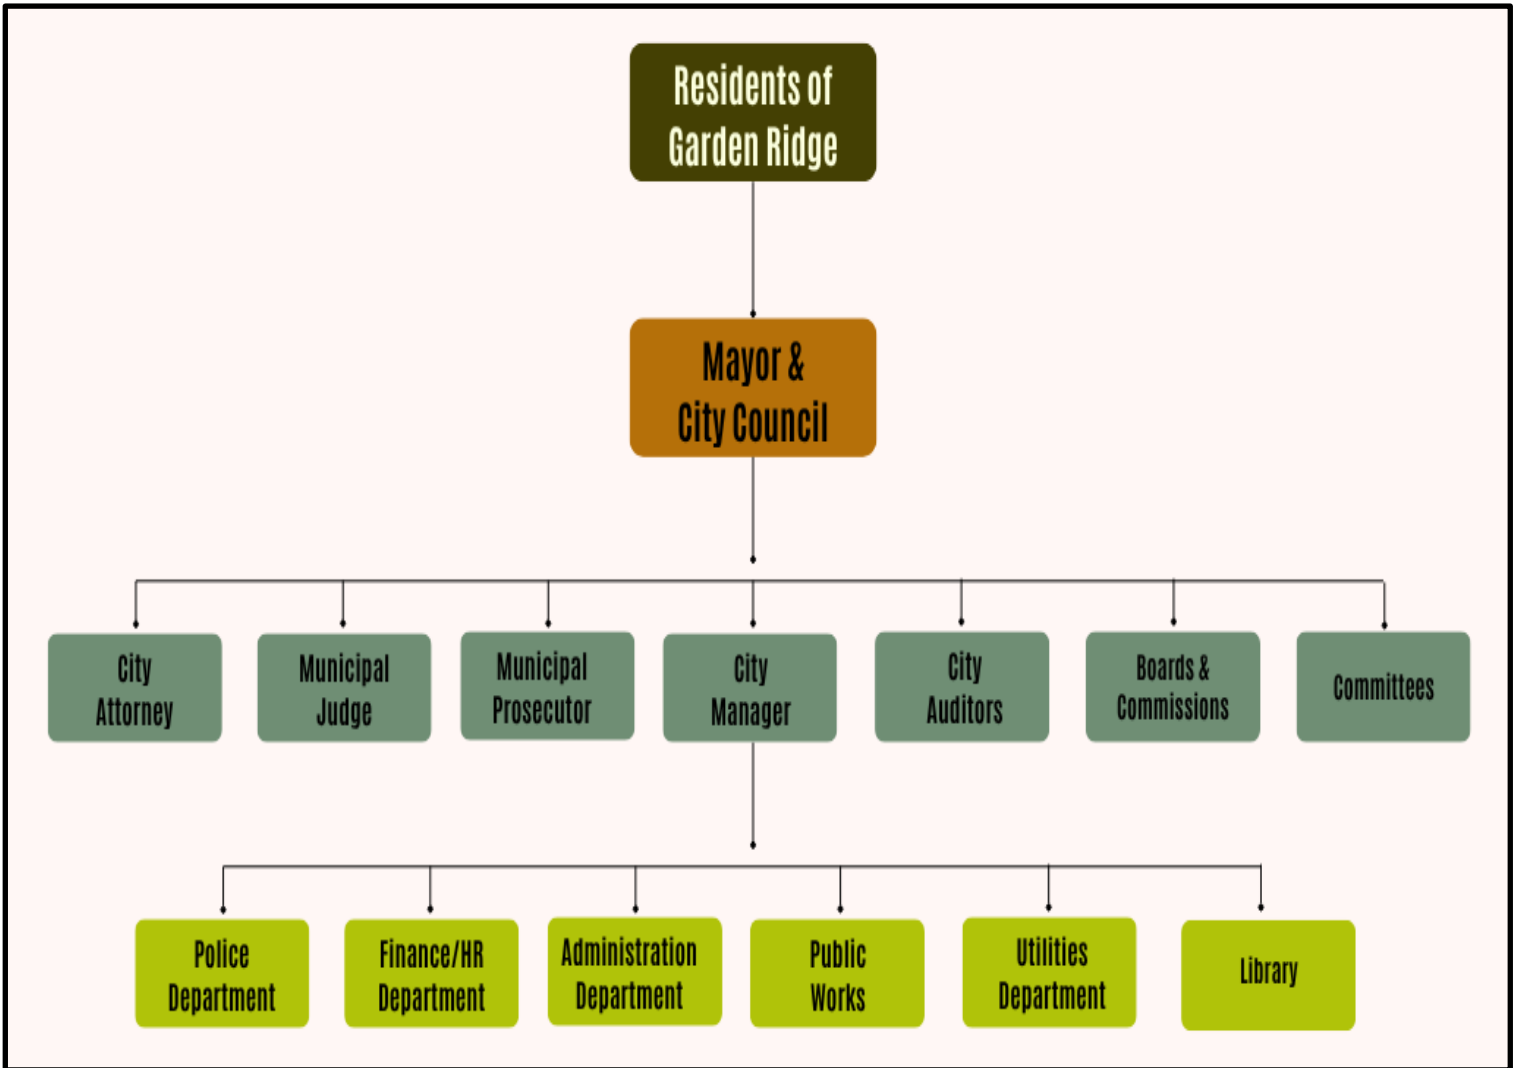 Residents of
Garden Ridge
Mayor &
City Council
City
Attorney
Municipal
Judge
Municipal
Prosecutor
City
Manager
City
Auditors
Boards &
Commissions
Committees
Police
Department
Finance/HR
Department
Administration
Department
Public
Works
Utilities
Department
Library